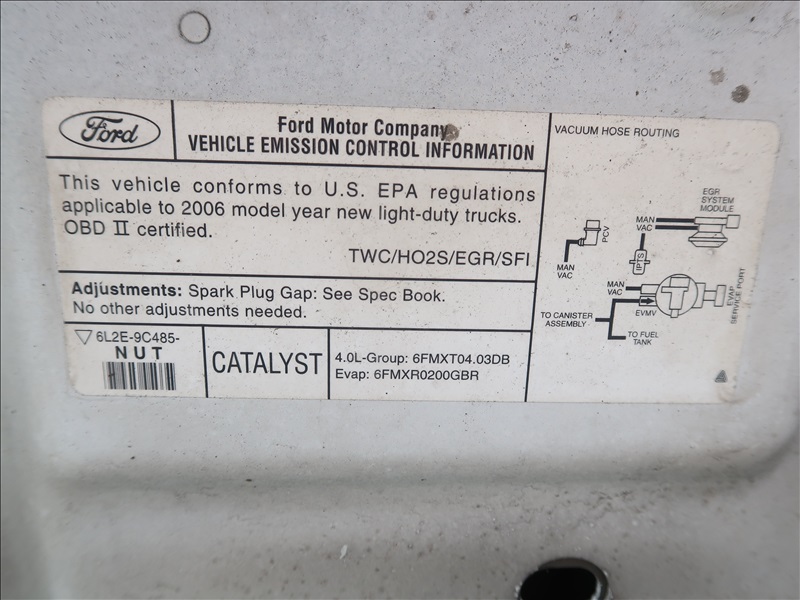 Ford
Ford Motor Company
VEHICLE EMISSION CONTROL INFORMATION
This vehicle conforms to U.S. EPA regulations
applicable to 2006 model year new light-duty trucks.
OBD II certified.
TWC/HO2S/EGR/SFI
Adjustments: Spark Plug Gap: See Spec Book.
No other adjustments needed.
6L2E-9C485-
NUT
CATALYST
4.0L-Group: 6FMXT04.03DB
Evap: 6FMXR0200GBR
VACUUM HOSE ROUTING
EGR
SYSTEM
MODULE
MAN
VAC
PCV
IPTS
MAN
VAC
MAN
VAC
EVAP
SERVICE PORT
EVMV
TO CANISTER
ASSEMBLY
TO FUEL
TANK